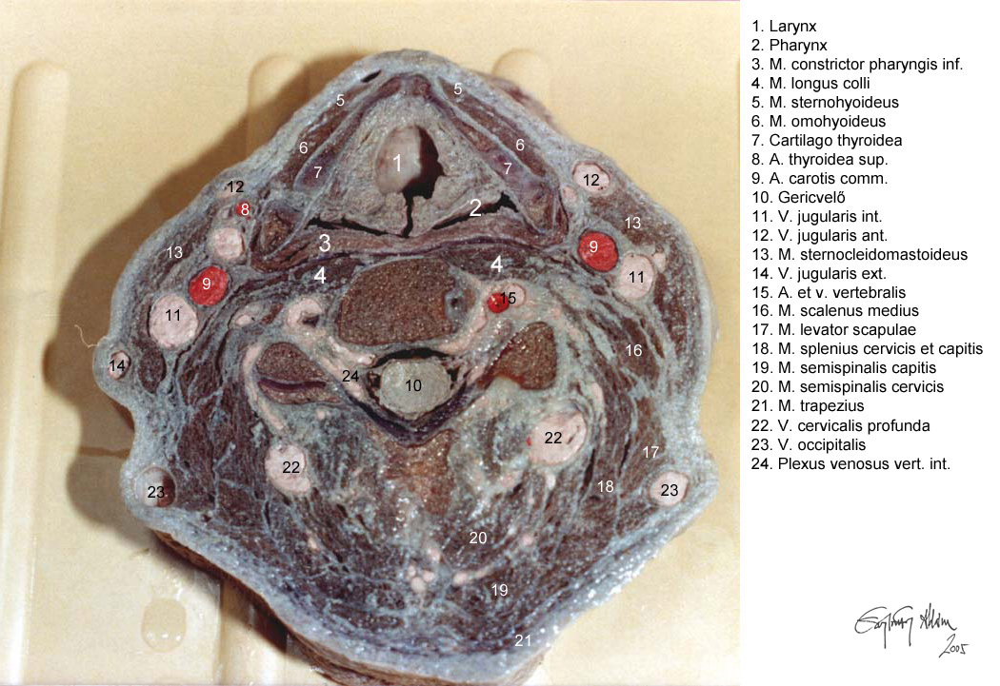 1. Larynx
2. Pharynx
3. M. constrictor pharyngis inf.
4. M. longus colli
5. M. sternohyoideus
6. M. omohyoideus
7. Cartilago thyroidea
8. A. thyroidea sup.
9. A. carotis comm.
10. Gericvelő
11. V. jugularis int.
12. V. jugularis ant.
13. M. sternocleidomastoideus
14. V. jugularis ext.
15. A. et v. vertebralis
16. M. scalenus medius
17. M. levator scapulae
18. M. splenius cervicis et capitis
19. M. semispinalis capitis
20. M. semispinalis cervicis
21. M. trapezius
22. V. cervicalis profunda
23. V. occipitalis
24. Plexus venosus vert. int.
5 5
6 6
1
7 7
12 12
8 2
13 3 13
9 4 4 9
11 11
15
14 24 10 16
22 22
17
23 18 23
20
19
21
2005